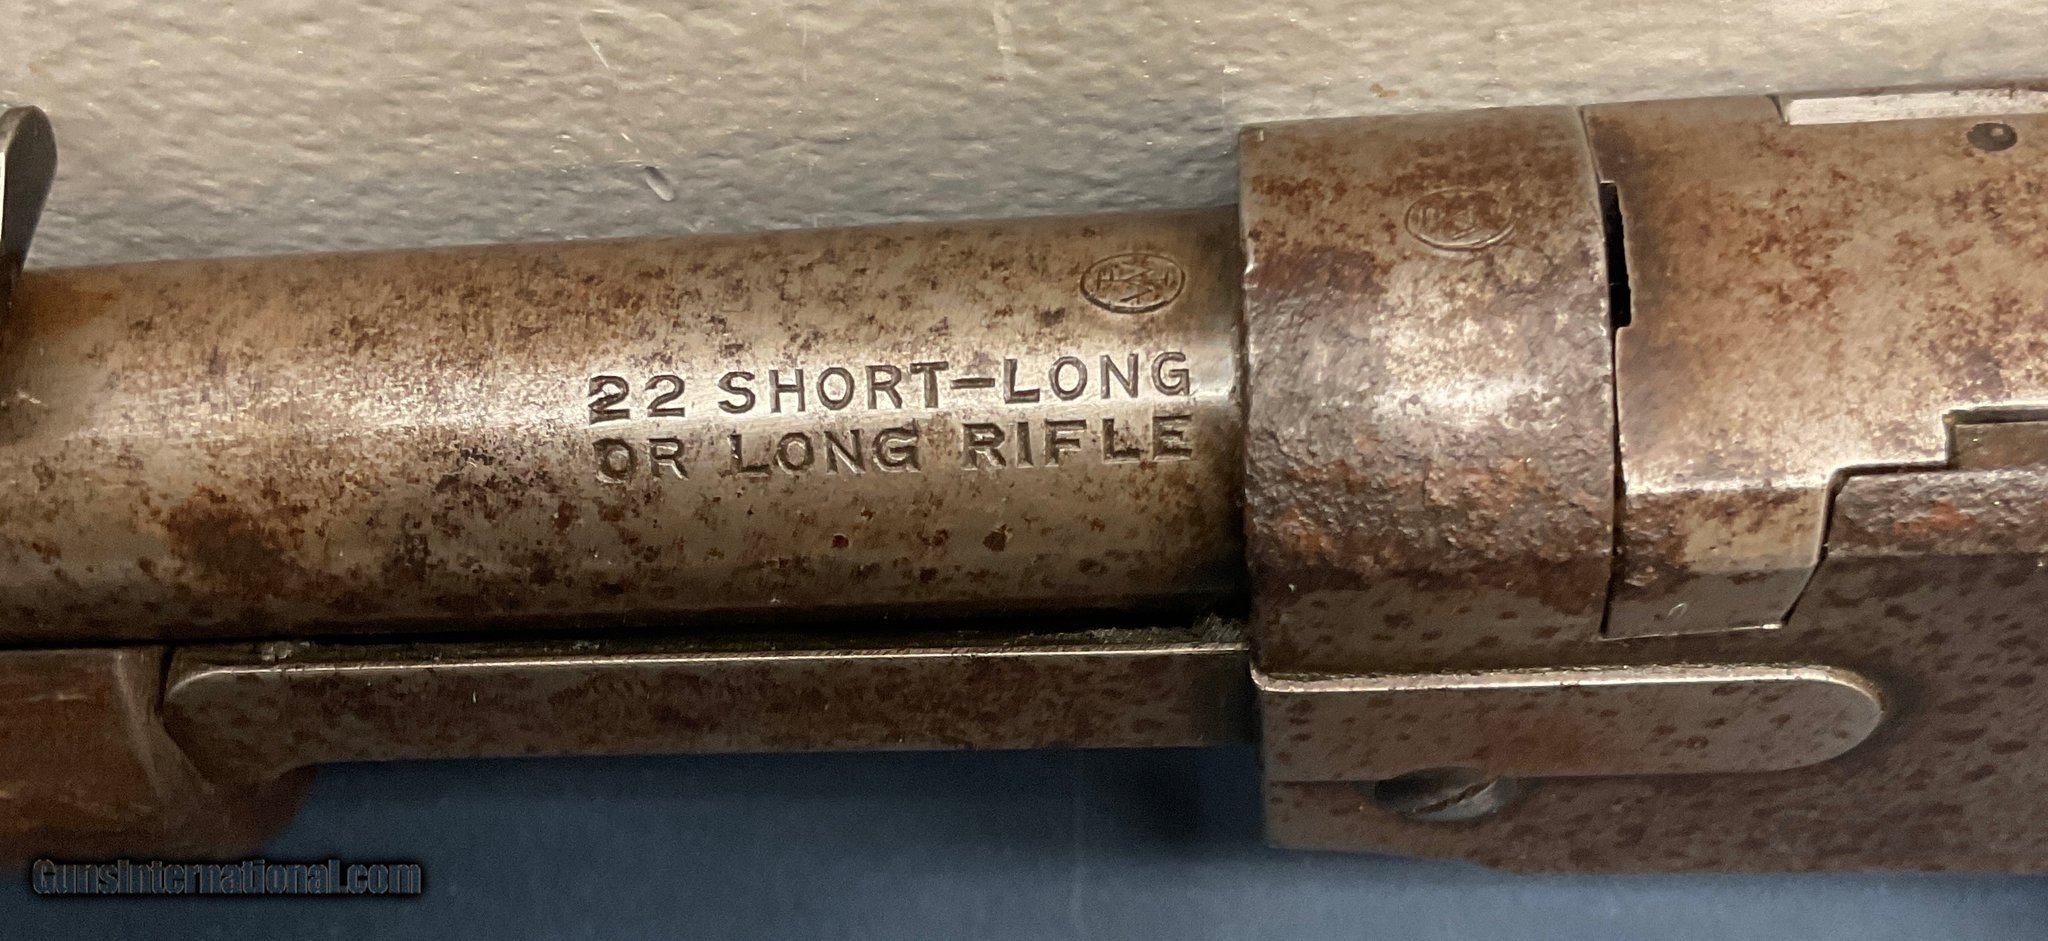 22 SHORT-LONG
OR LONG RIFLE
GunsInternational.com